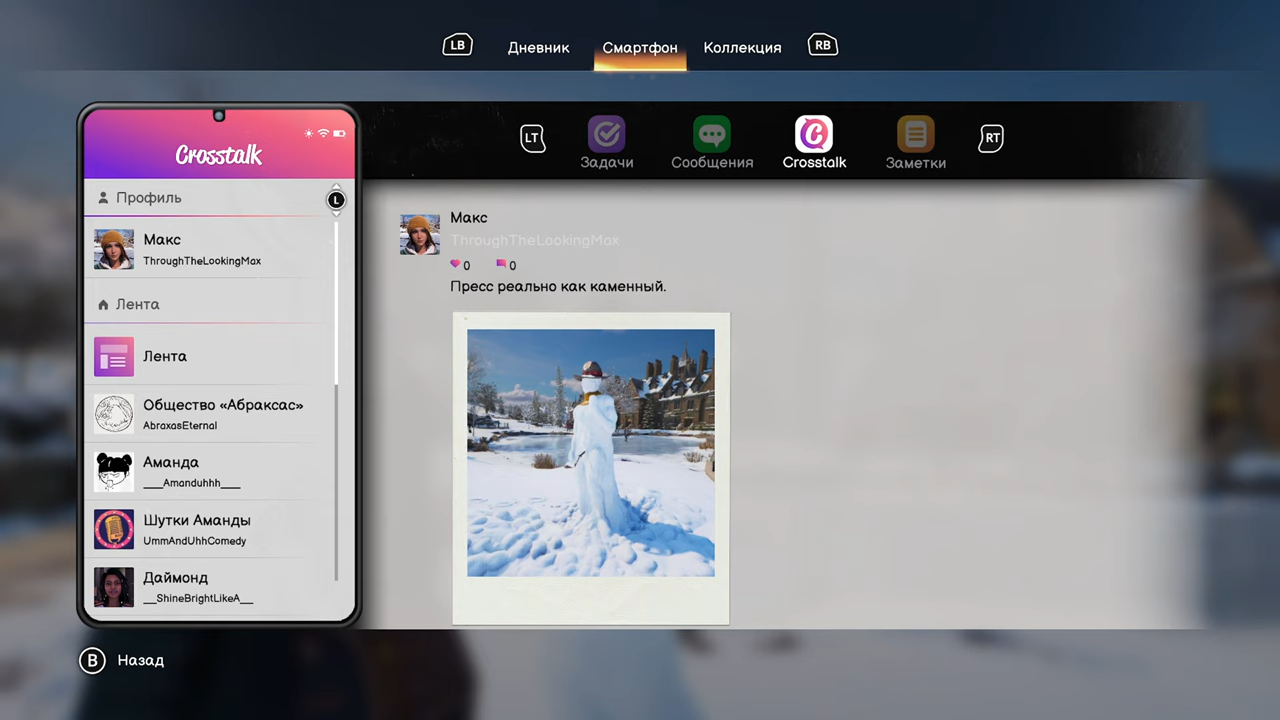 LB
Дневник
Смартфон
Коллекция
RB
LT
Задачи
Сообщения
Crosstalk
Заметки
RT
Crosstalk
Профиль
L
Макс
ThroughTheLookingMax
Лента
Лента
Общество «Абраксас»
AbraxasEternal
Аманда
___Amanduhhh___
Шутки Аманды
UmmAndUhhComedy
Даймонд
__ShineBrightLikeA__
Макс
ThroughTheLookingMax
0
0
Пресс реально как каменный.
B
Назад